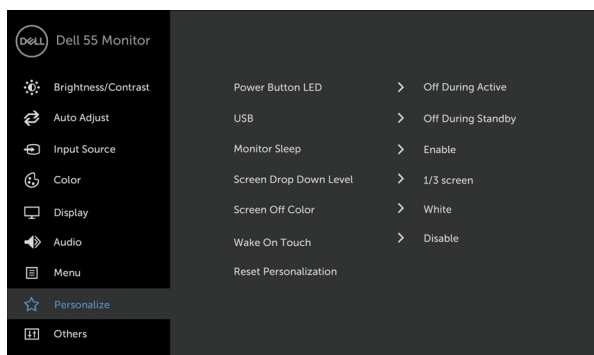 DELL Dell 55 Monitor
Brightness/Contrast
Auto Adjust
Input Source
Color
Display
Audio
Menu
Personalize
Others
Power Button LED > Off During Active
USB > Off During Standby
Monitor Sleep > Enable
Screen Drop Down Level > 1/3 screen
Screen Off Color > White
Wake On Touch > Disable
Reset Personalization